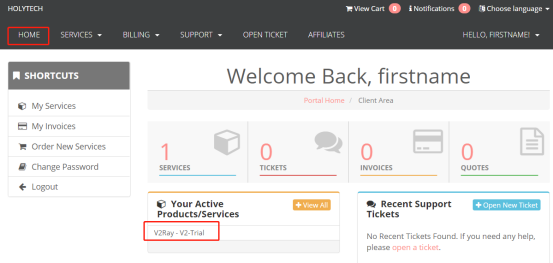 HOLYTECH
View Cart 0 Notifications 0 Choose language
HOME SERVICES BILLING SUPPORT OPEN TICKET AFFILIATES HELLO, FIRSTNAME!
SHORTCUTS
My Services
My Invoices
Order New Services
Change Password
Logout
Welcome Back, firstname
Portal Home / Client Area
1
SERVICES
0
TICKETS
0
INVOICES
0
QUOTES
Your Active
Products/Services
View All
V2Ray - V2-Trial
Recent Support
Tickets
Open New Ticket
No Recent Tickets Found. If you need any help,
please open a ticket.